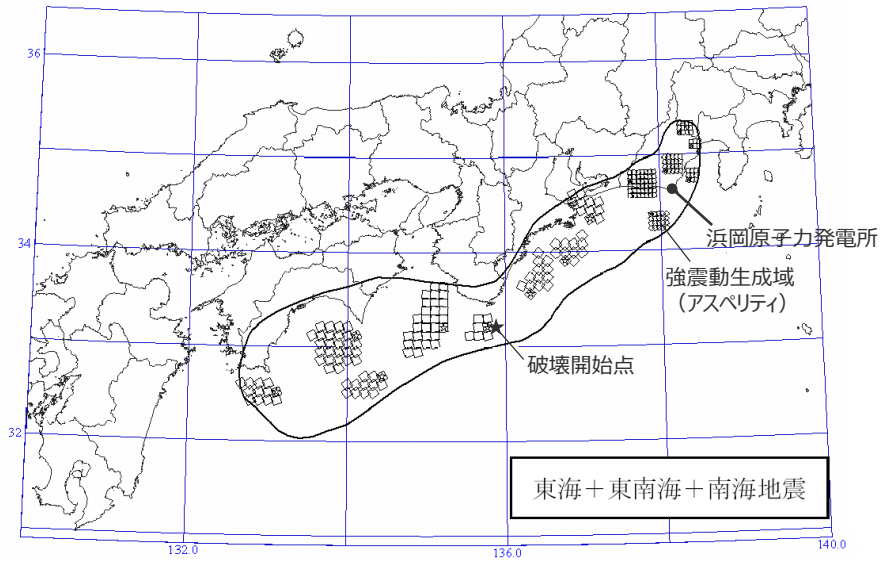 36
浜岡原子力発電所
34
強震動生成域
（アスペリティ）
破壊開始点
32
東海＋東南海＋南海地震
132.0
136.0
140.0